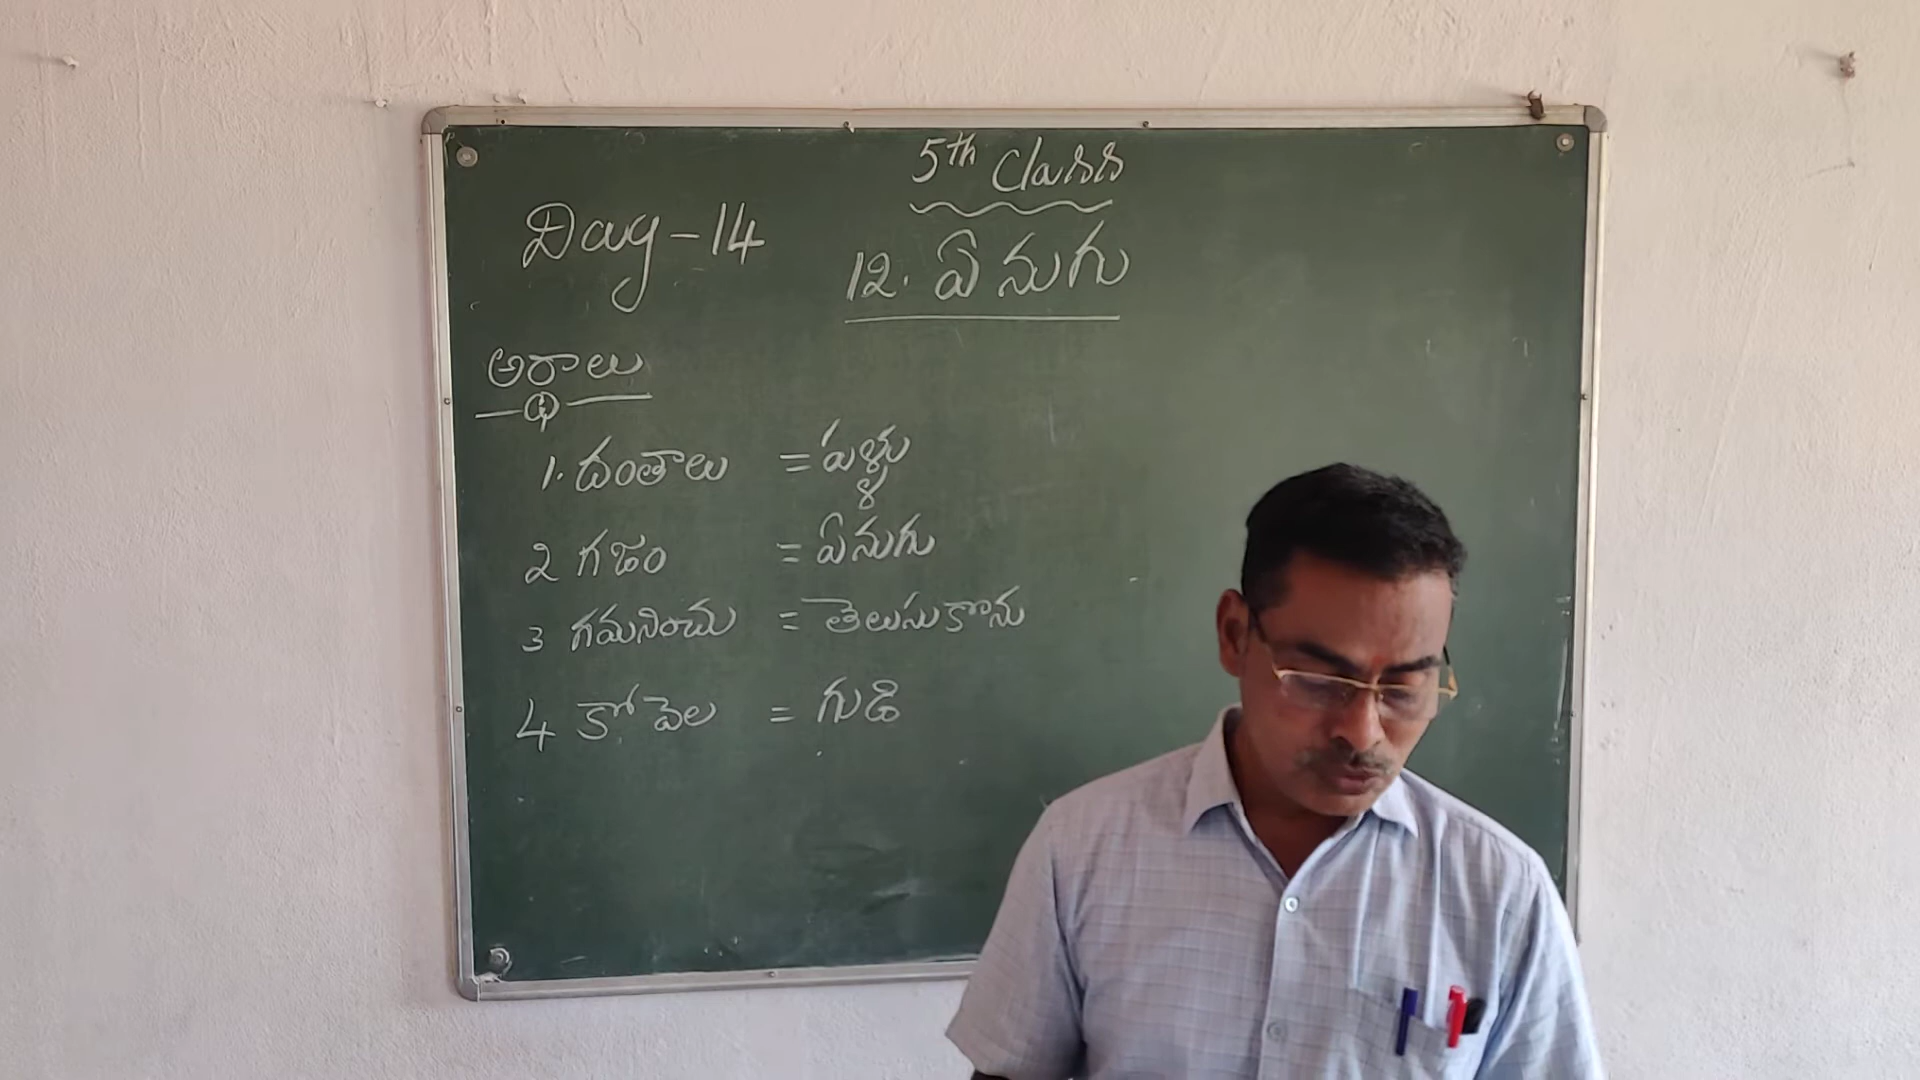 5th Class
Day-14
12. ఏనుగు
అర్థాలు
1. దంతాలు = పళ్ళు
2 గజం = ఏనుగు
3 గమనించు = తెలుసుకొను
4 కోవెల = గుడి